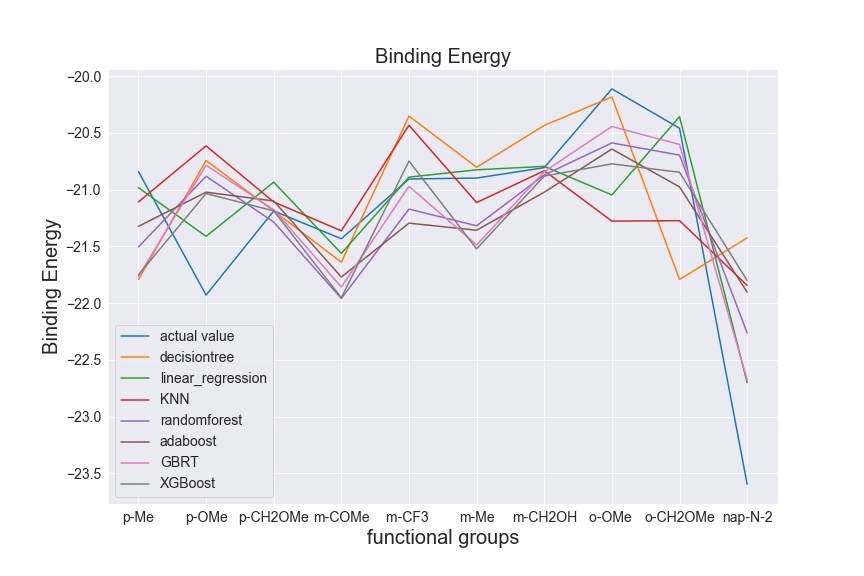 Binding Energy
Binding Energy
−20.0
−20.5
−21.0
−21.5
−22.0
−22.5
−23.0
−23.5
actual value
decisiontree
linear_regression
KNN
randomforest
adaboost
GBRT
XGBoost
p-Me p-OMe p-CH2OMe m-COMe m-CF3 m-Me m-CH2OH o-OMe o-CH2OMe nap-N-2
functional groups